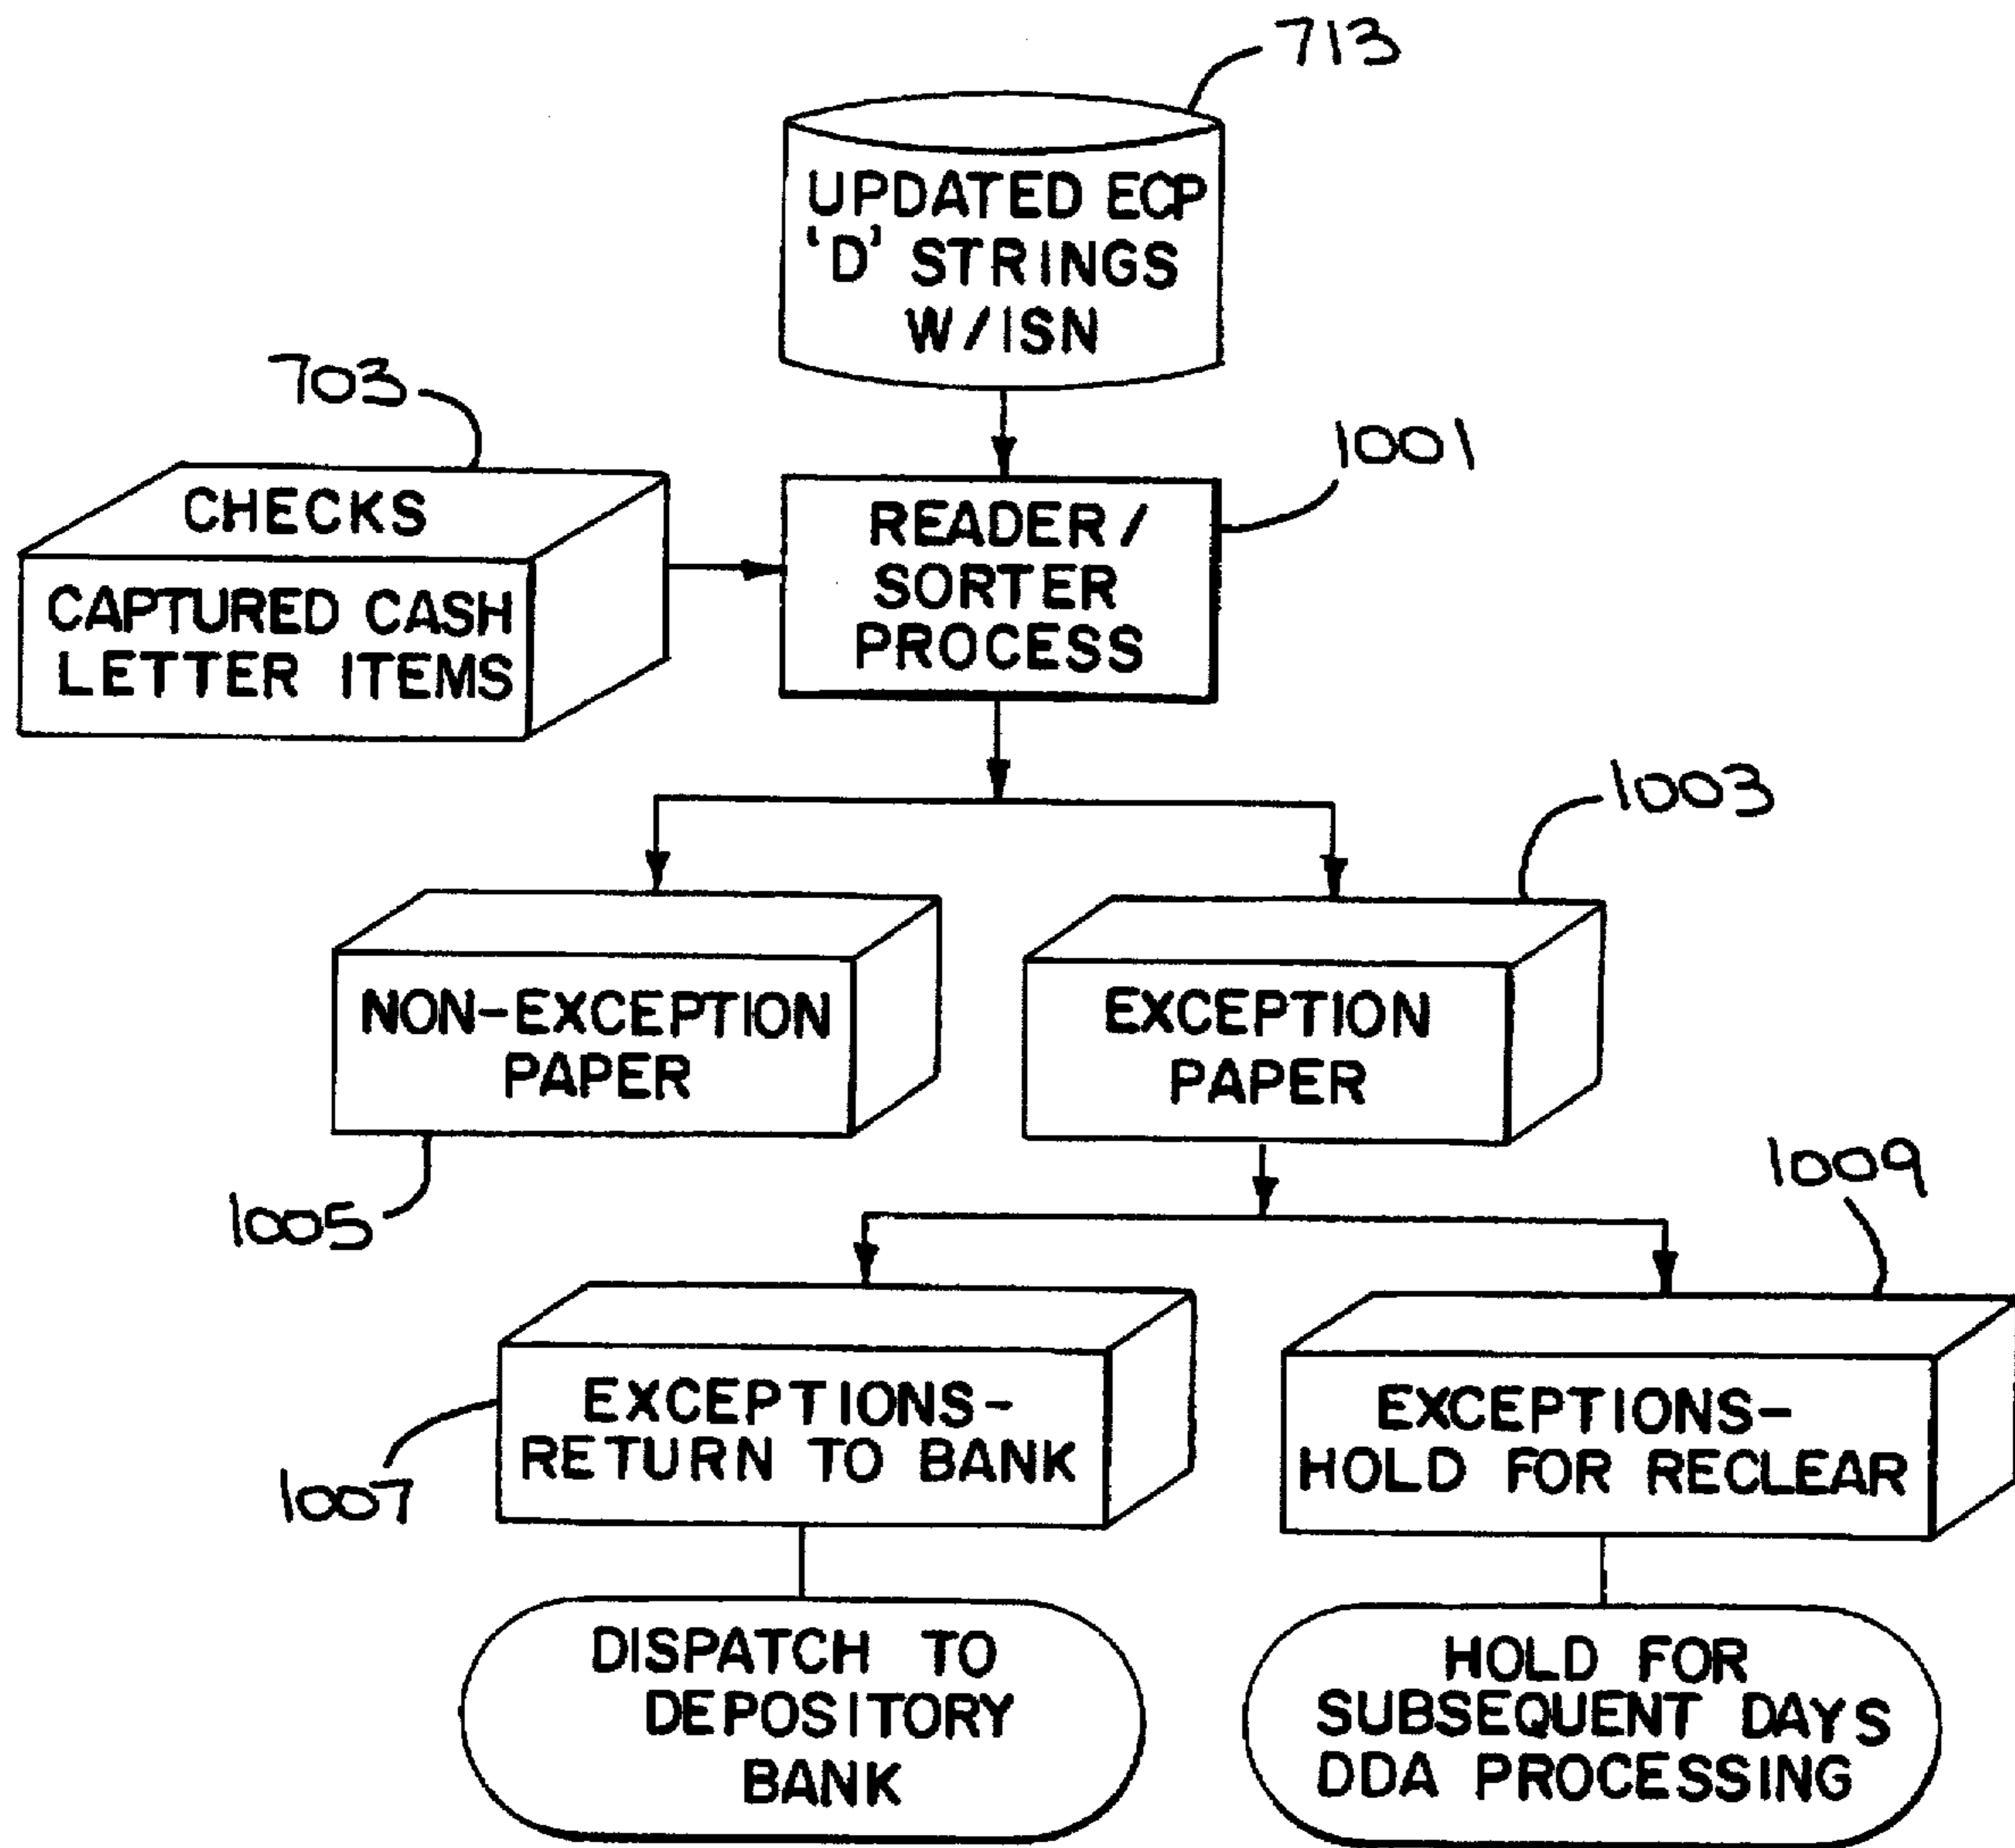 713
UPDATED ECP
'D' STRINGS
W/ISN
703
1001
CHECKS
CAPTURED CASH
LETTER ITEMS
READER/
SORTER
PROCESS
1003
NON-EXCEPTION
PAPER
EXCEPTION
PAPER
1005
1009
EXCEPTIONS-
RETURN TO BANK
EXCEPTIONS-
HOLD FOR RECLEAR
1007
DISPATCH TO
DEPOSITORY
BANK
HOLD FOR
SUBSEQUENT DAYS
DDA PROCESSING